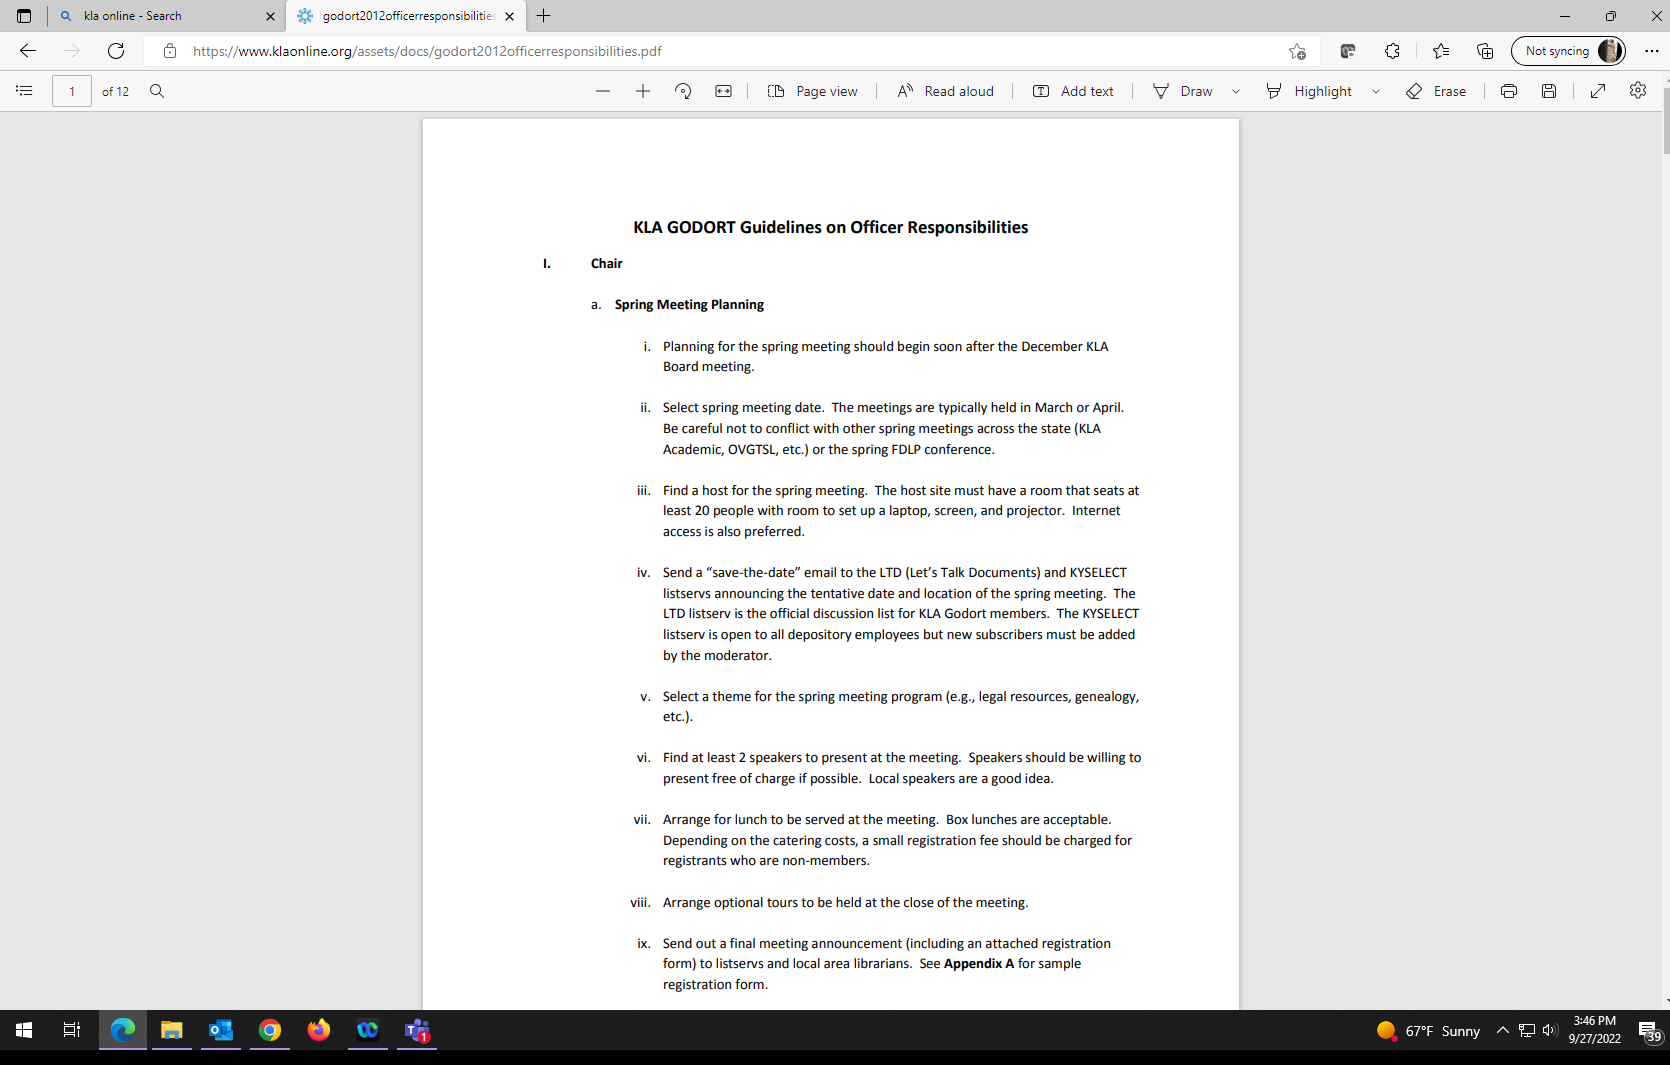 kla online - Search
godort2012officerresponsibilities
https://www.klaonline.org/assets/docs/godort2012officerresponsibilities.pdf
Not syncing
1 of 12
Page view
Read aloud
Add text
Draw
Highlight
Erase
KLA GODORT Guidelines on Officer Responsibilities
I. Chair
a. Spring Meeting Planning
i. Planning for the spring meeting should begin soon after the December KLA
Board meeting.
ii. Select spring meeting date. The meetings are typically held in March or April.
Be careful not to conflict with other spring meetings across the state (KLA
Academic, OVGTSL, etc.) or the spring FDLP conference.
iii. Find a host for the spring meeting. The host site must have a room that seats at
least 20 people with room to set up a laptop, screen, and projector. Internet
access is also preferred.
iv. Send a “save-the-date” email to the LTD (Let’s Talk Documents) and KYSELECT
listservs announcing the tentative date and location of the spring meeting. The
LTD listserv is the official discussion list for KLA Godort members. The KYSELECT
listserv is open to all depository employees but new subscribers must be added
by the moderator.
v. Select a theme for the spring meeting program (e.g., legal resources, genealogy,
etc.).
vi. Find at least 2 speakers to present at the meeting. Speakers should be willing to
present free of charge if possible. Local speakers are a good idea.
vii. Arrange for lunch to be served at the meeting. Box lunches are acceptable.
Depending on the catering costs, a small registration fee should be charged for
registrants who are non-members.
viii. Arrange optional tours to be held at the close of the meeting.
ix. Send out a final meeting announcement (including an attached registration
form) to listservs and local area librarians. See Appendix A for sample
registration form.
67°F Sunny
3:46 PM
9/27/2022
39
1